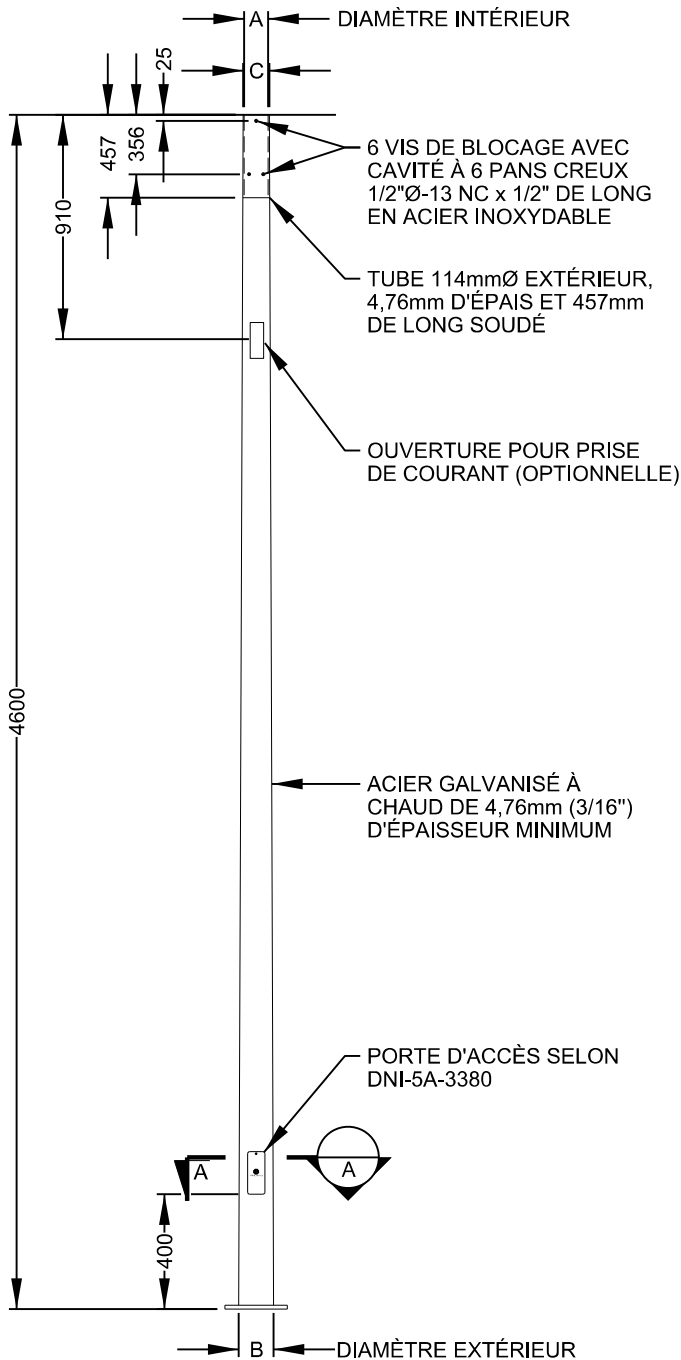 A
DIAMÈTRE INTÉRIEUR
25
C
457
356
6 VIS DE BLOCAGE AVEC
CAVITÉ À 6 PANS CREUX
1/2"Ø-13 NC x 1/2" DE LONG
EN ACIER INOXYDABLE
910
TUBE 114mmØ EXTÉRIEUR,
4,76mm D'ÉPAIS ET 457mm
DE LONG SOUDÉ
OUVERTURE POUR PRISE
DE COURANT (OPTIONNELLE)
4600
ACIER GALVANISÉ À
CHAUD DE 4,76mm (3/16")
D'ÉPAISSEUR MINIMUM
PORTE D'ACCÈS SELON
DNI-5A-3380
A
A
400
B
DIAMÈTRE EXTÉRIEUR